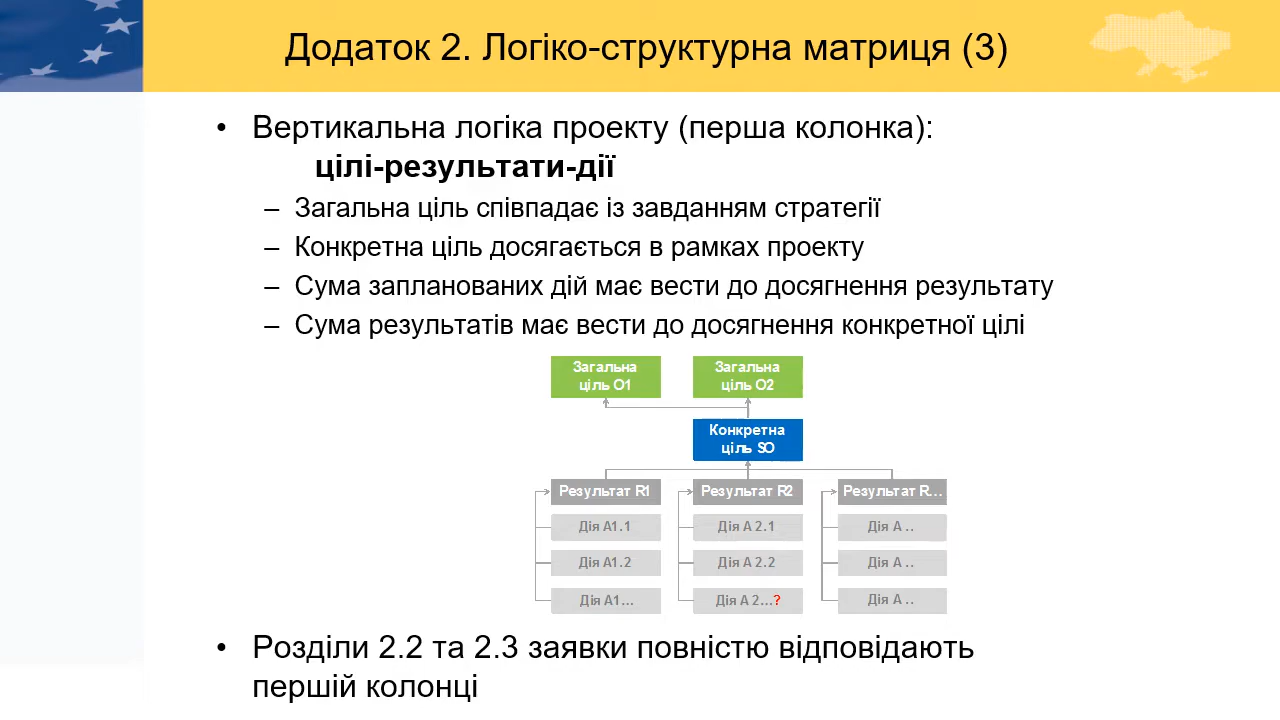 Додаток 2. Логіко-структурна матриця (3)
• Вертикальна логіка проекту (перша колонка):
цілі-результати-дії
– Загальна ціль співпадає із завданням стратегії
– Конкретна ціль досягається в рамках проекту
– Сума запланованих дій має вести до досягнення результату
– Сума результатів має вести до досягнення конкретної цілі
Загальна
ціль О1
Загальна
ціль О2
Конкретна
ціль SO
Результат R1
Результат R2
Результат R...
Дія А1.1
Дія А 2.1
Дія А ..
Дія А1.2
Дія А 2.2
Дія А ..
Дія А1...
Дія А 2...?
Дія А ..
• Розділи 2.2 та 2.3 заявки повністю відповідають
першій колонці